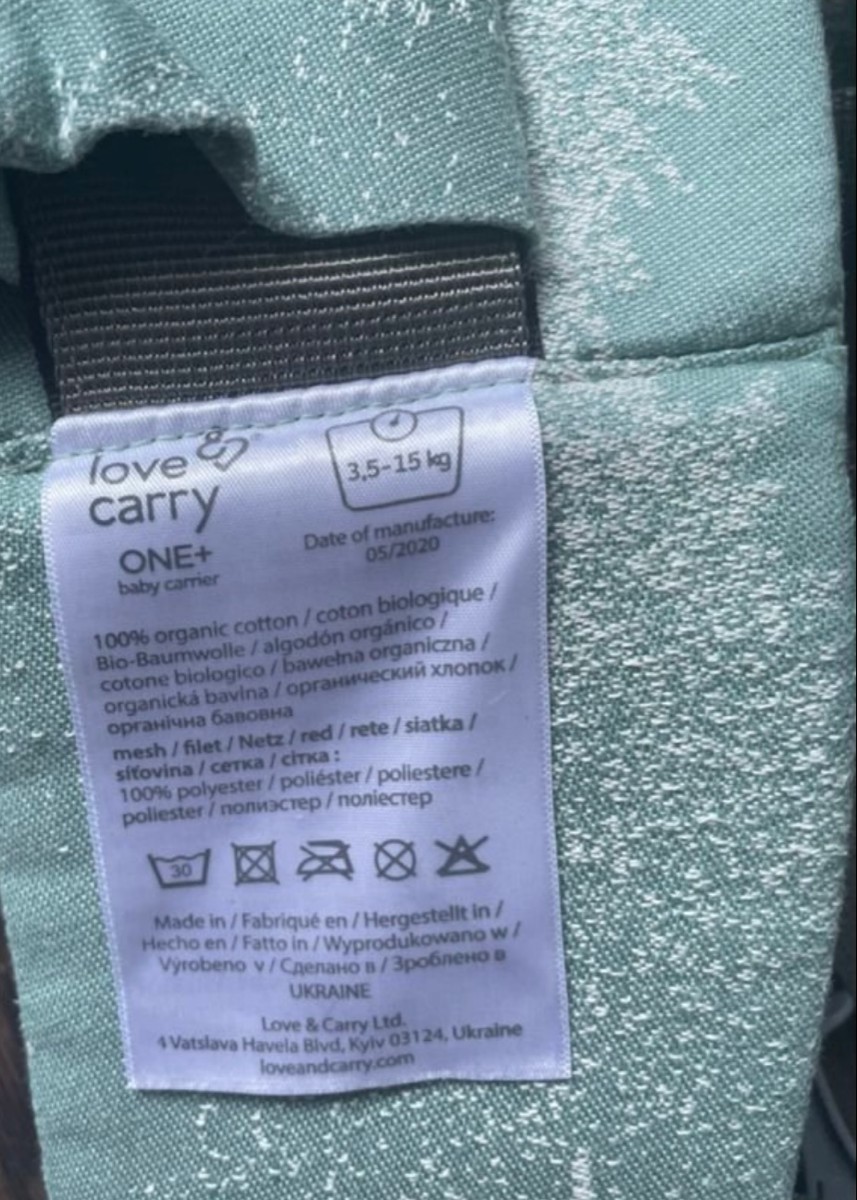 love &
carry
ONE+
baby carrier
3,5-15 kg
Date of manufacture:
05/2020
100% organic cotton / coton biologique /
Bio-Baumwolle / algodón orgánico /
cotone biologico / bawełna organiczna /
organická bavlna / органический хлопок /
органічна бавовна
mesh / filet / Netz / red / rete / siatka /
síťovina / сетка / сітка :
100% polyester / poliéster / poliestere /
poliester / полиэстер / поліестер
30
Made in / Fabriqué en / Hergestellt in /
Hecho en / Fatto in / Wyprodukowano w /
Výrobeno v / Сделано в / Зроблено в
UKRAINE
Love & Carry Ltd.
4 Vatslava Havela Blvd, Kyiv 03124, Ukraine
loveandcarry.com